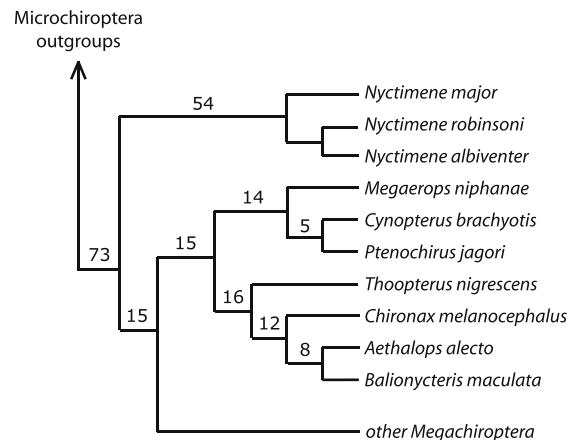 Microchiroptera
outgroups
54
Nyctimene major
Nyctimene robinsoni
Nyctimene albiventer
14
Megaerops niphanae
5
Cynopterus brachyotis
Ptenochirus jagori
73
15
15
16
Thoopterus nigrescens
12
Chironax melanocephalus
8
Aethalops alecto
Balionycteris maculata
other Megachiroptera